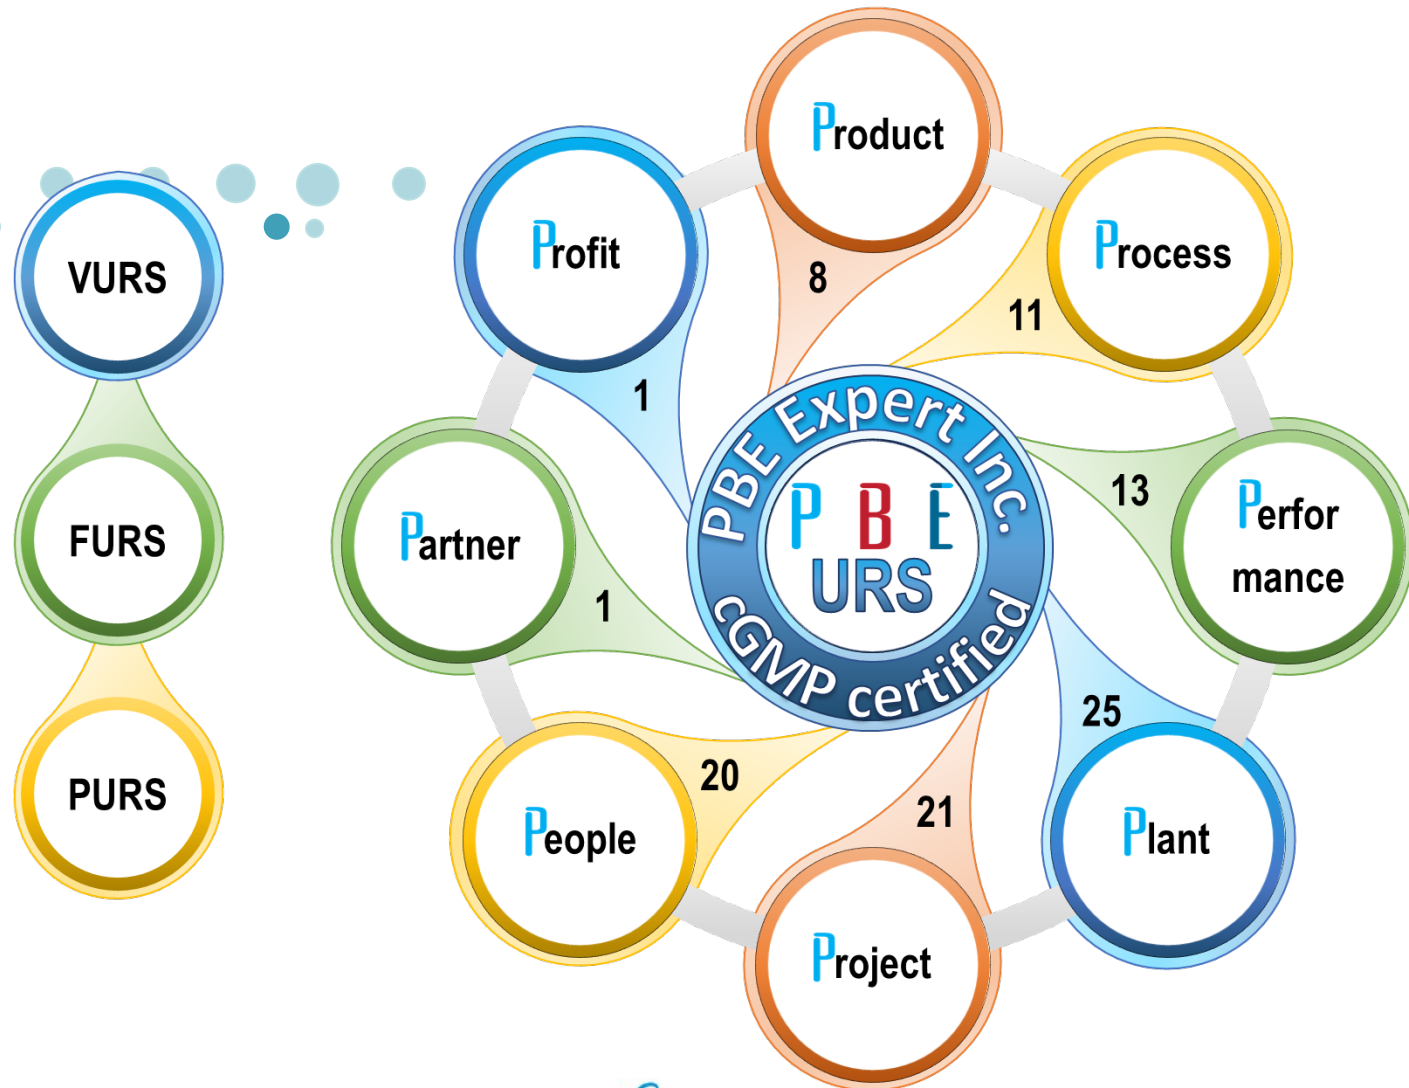 VURS
FURS
PURS
Product
8
Process
11
Perfor
mance
13
Plant
25
Project
21
People
20
Partner
1
Profit
1
PBE Expert Inc.
P B E
URS
cGMP certified